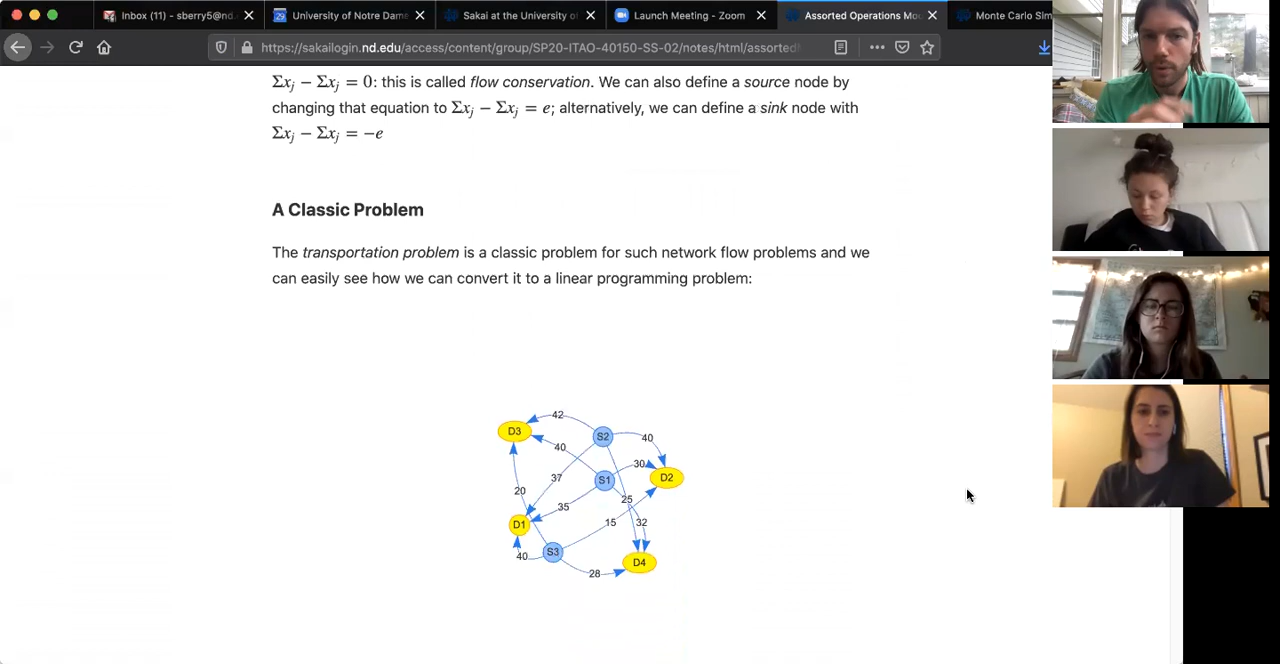 Inbox (11) - sberry5@nd.
University of Notre Dame
Sakai at the University o
Launch Meeting - Zoom
Assorted Operations Mo
Monte Carlo Sim
https://sakailogin.nd.edu/access/content/group/SP20-ITAO-40150-SS-02/notes/html/assorted
Σxⱼ − Σxⱼ = 0: this is called flow conservation. We can also define a source node by
changing that equation to Σxⱼ − Σxⱼ = e; alternatively, we can define a sink node with
Σxⱼ − Σxⱼ = −e
A Classic Problem
The transportation problem is a classic problem for such network flow problems and we
can easily see how we can convert it to a linear programming problem:
42
D3
S2
40
40
30
37
S1
D2
20
25
35
15
32
D1
40
S3
D4
28